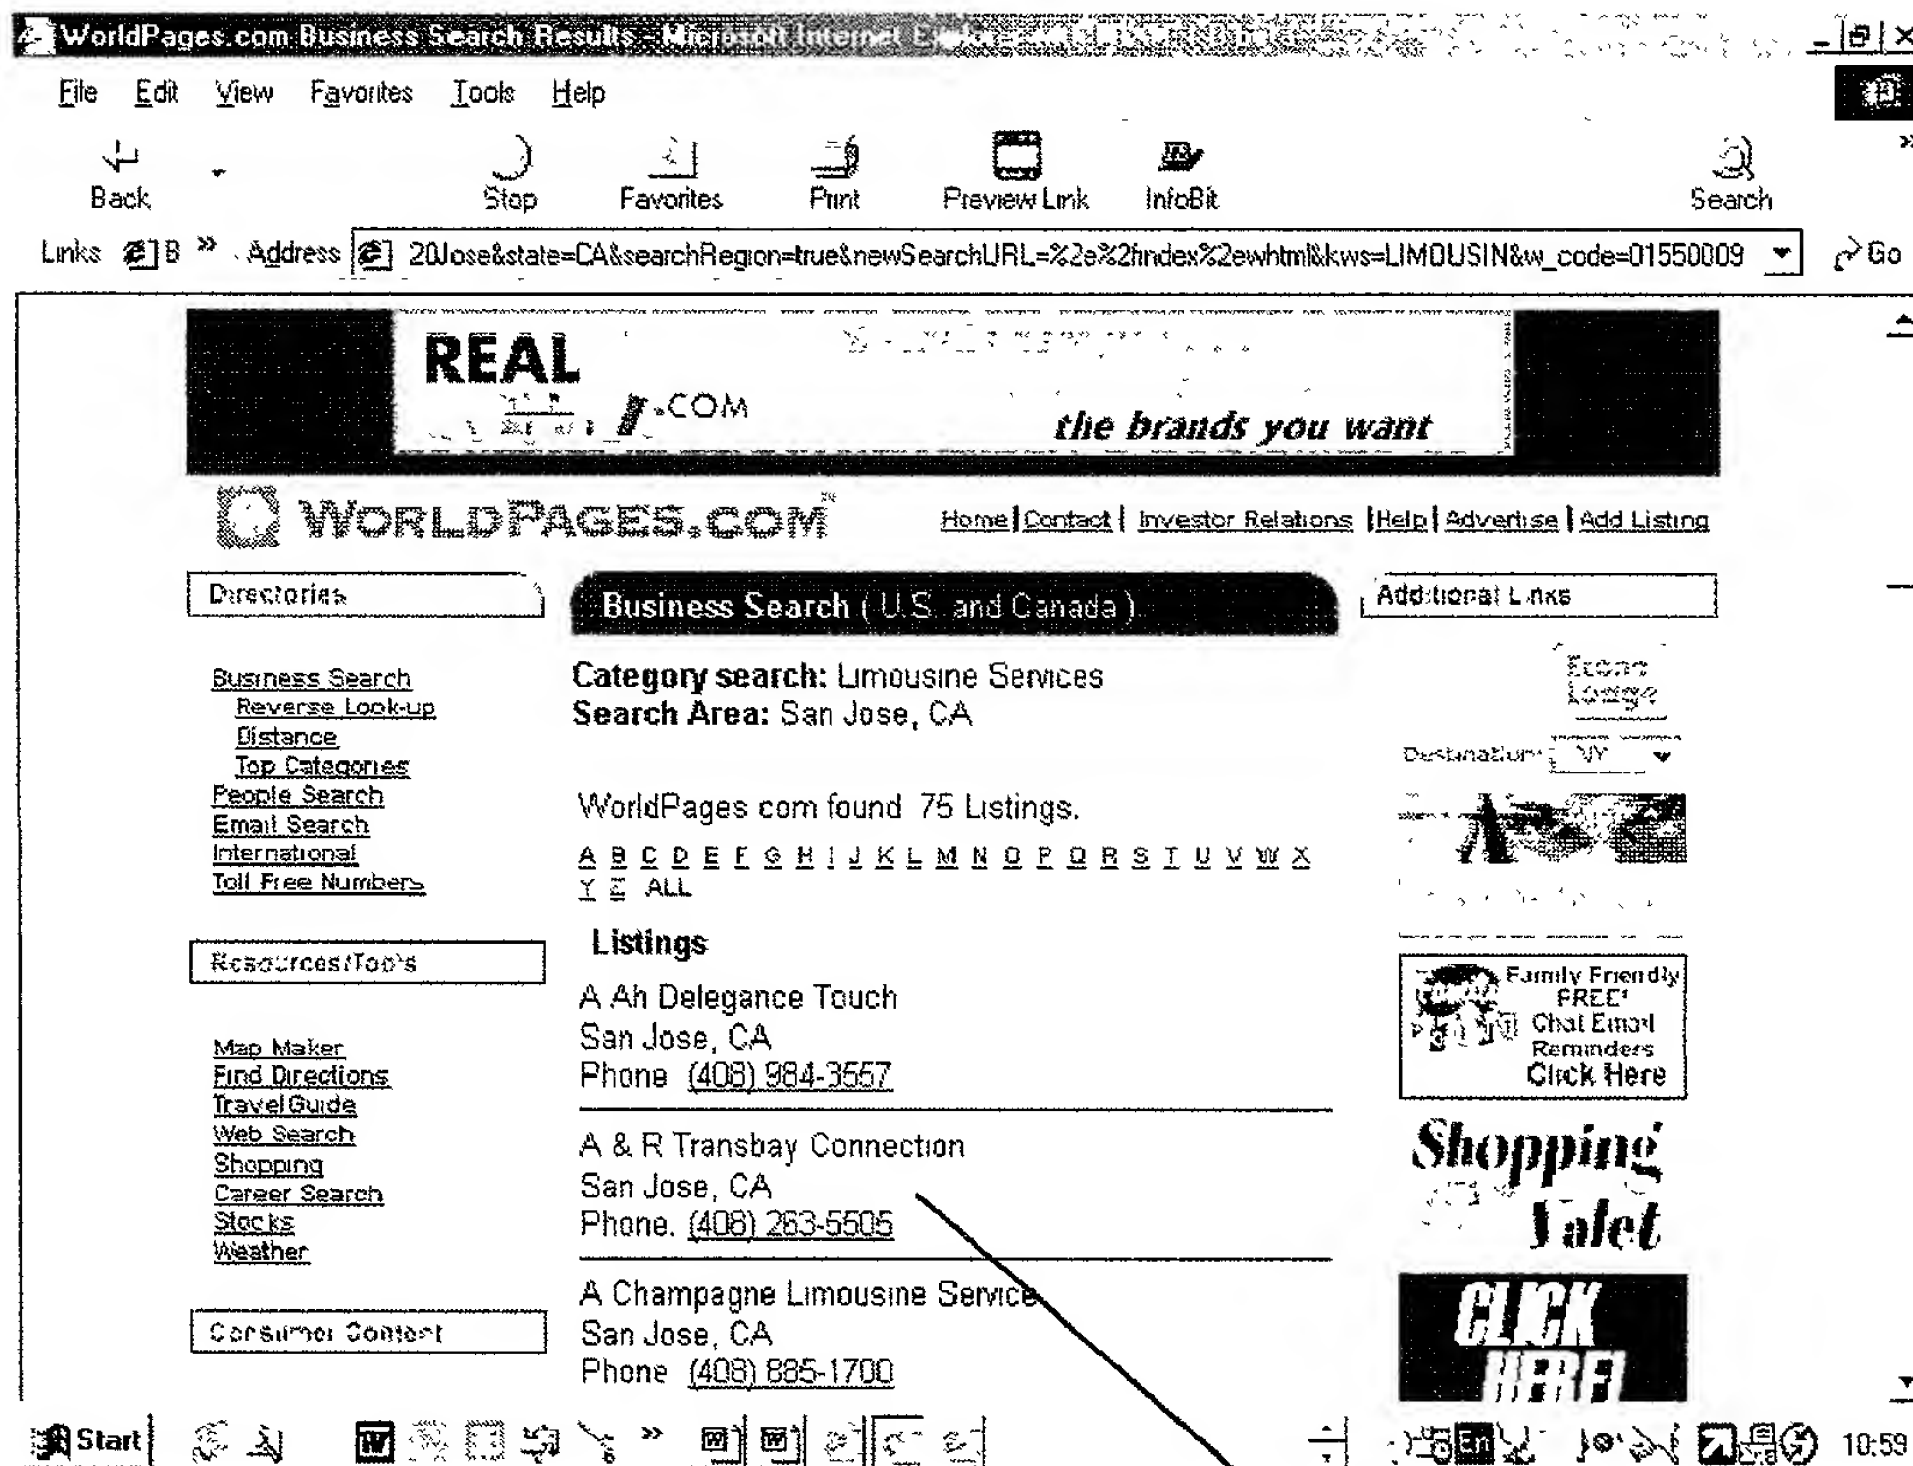 WorldPages.com Business Search Results - Microsoft Internet
File Edit View Favorites Tools Help
Back Stop Favorites Print Preview Link InfoBit Search
Links B » Address 20Jose&state=CA&searchRegion=true&newSearchURL=%2e%2findex%2ewhtml&kws=LIMOUSIN&w_code=01550009 Go
REAL
.COM
the brands you want
WORLDPAGES.COM
Home | Contact | Investor Relations | Help | Advertise | Add Listing
Directories
Business Search
Reverse Look-up
Distance
Top Categories
People Search
Email Search
International
Toll Free Numbers
Resources/Tools
Map Maker
Find Directions
Travel Guide
Web Search
Shopping
Career Search
Stocks
Weather
Consumer Content
Business Search (U.S. and Canada)
Category search: Limousine Services
Search Area: San Jose, CA
WorldPages com found 75 Listings.
A B C D E F G H I J K L M N O P Q R S T U V W X
Y Z ALL
Listings
A Ah Delegance Touch
San Jose, CA
Phone (408) 984-3557
A & R Transbay Connection
San Jose, CA
Phone. (408) 263-5505
A Champagne Limousine Service
San Jose, CA
Phone (408) 885-1700
Additional Links
Econo
Lodge
Destination: NY
Family Friendly
FREE!
Chat Email
Reminders
Click Here
Shopping
Valet
CLICK
HERE!
Start » En 10:59